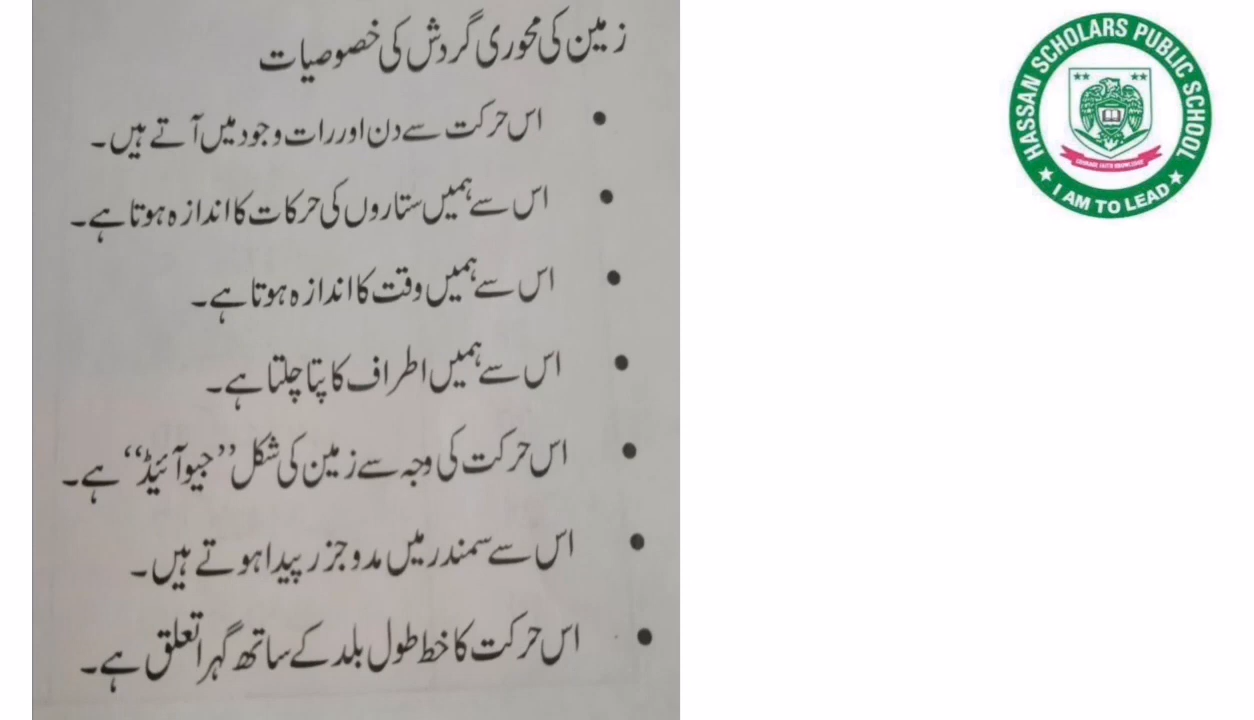 زمین کی محوری گردش کی خصوصیات
• اس حرکت سے دن اور رات وجود میں آتے ہیں۔
• اس سے ہمیں ستاروں کی حرکات کا اندازہ ہوتا ہے۔
• اس سے ہمیں وقت کا اندازہ ہوتا ہے۔
• اس سے ہمیں اطراف کا پتا چلتا ہے۔
• اس حرکت کی وجہ سے زمین کی شکل ”جیوآئیڈ“ ہے۔
• اس سے سمندر میں مدوجزر پیدا ہوتے ہیں۔
• اس حرکت کا خط طول بلد کے ساتھ گہرا تعلق ہے۔
HASSAN SCHOLARS PUBLIC SCHOOL
COURAGE FAITH KNOWLEDGE
★ I AM TO LEAD ★